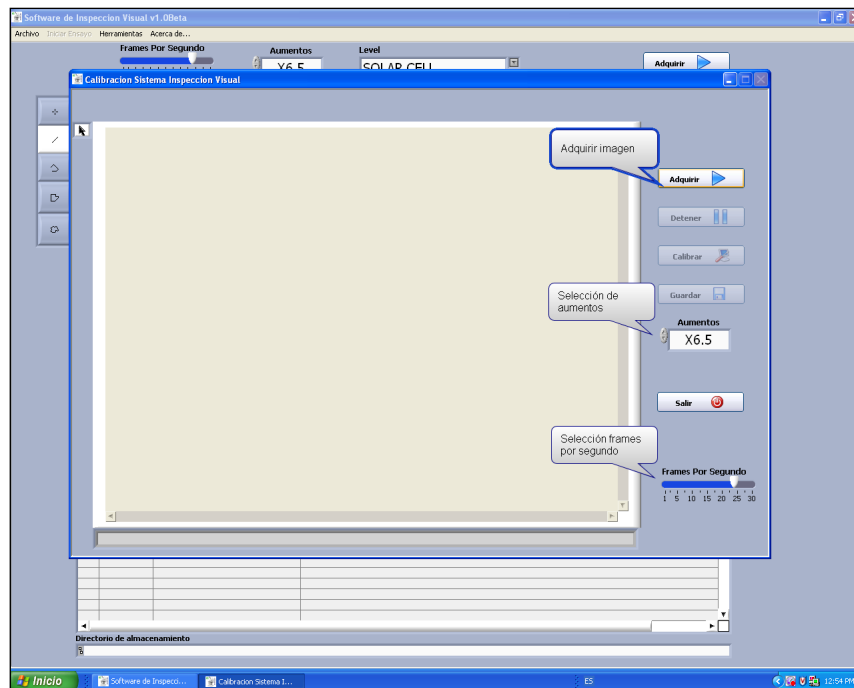 Software de Inspeccion Visual v1.0Beta
Archivo Iniciar Ensayo Herramientas Acerca de...
Frames Por Segundo
Aumentos
Level
X6.5
SOLAR CELL
Adquirir
Calibracion Sistema Inspeccion Visual
Adquirir imagen
Adquirir
Detener
Calibrar
Selección de
aumentos
Guardar
Aumentos
X6.5
Salir
Selección frames
por segundo
Frames Por Segundo
1 5 10 15 20 25 30
Directorio de almacenamiento
Inicio
Software de Inspecci...
Calibracion Sistema I...
ES
12:54 PM